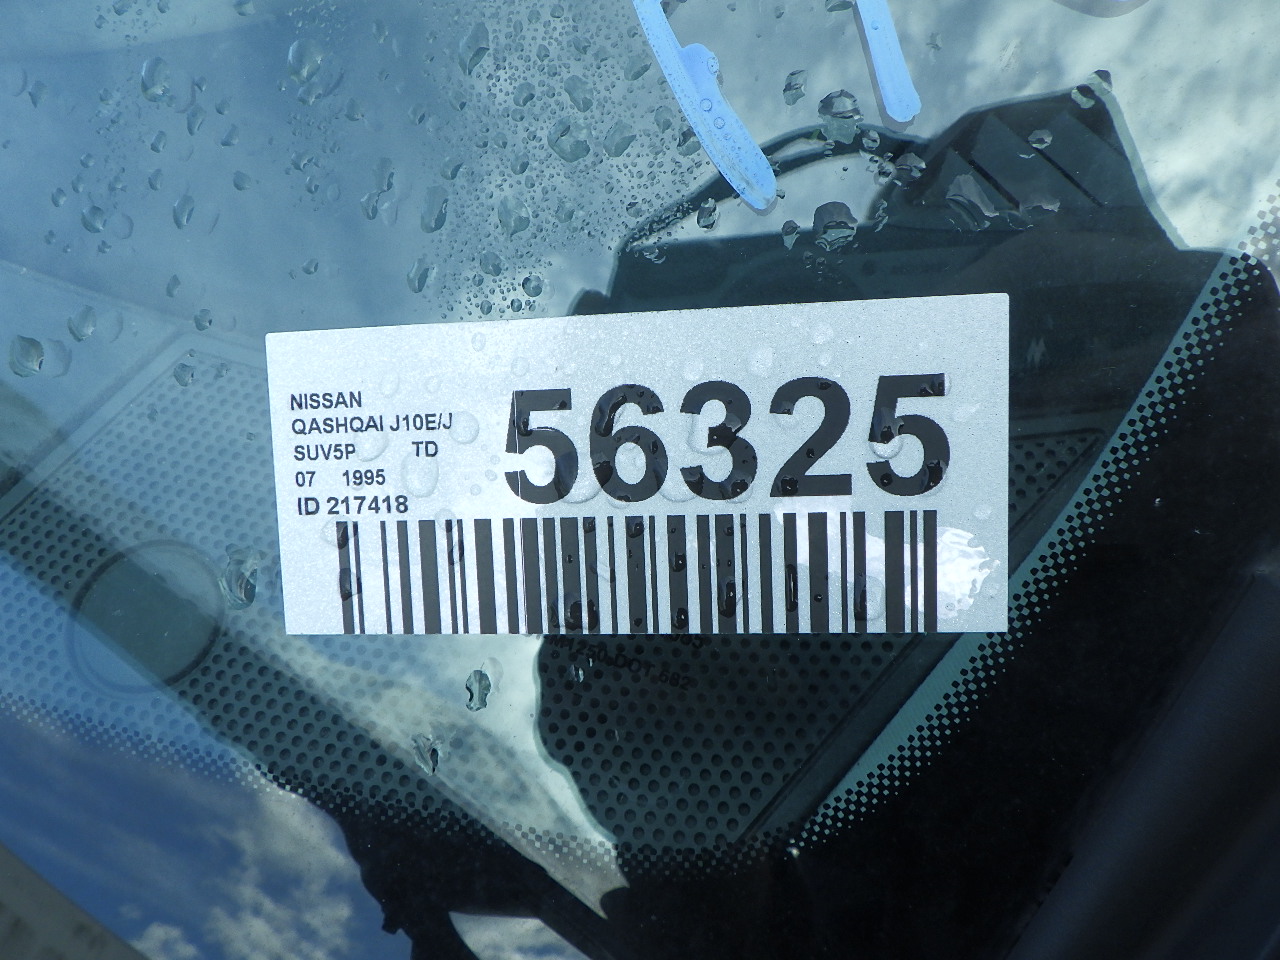 NISSAN
QASHQAI J10E/J
SUV5P TD
07 1995
ID 217418
56325